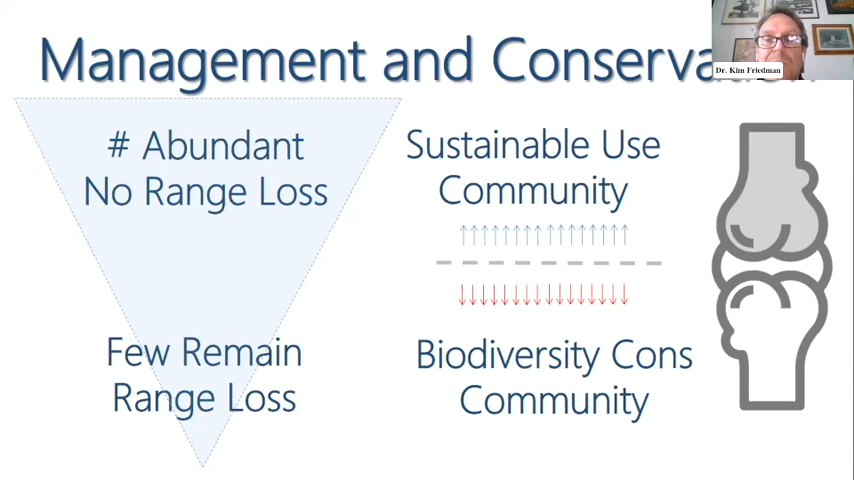 Management and Conserva
Dr. Kim Friedman
# Abundant
No Range Loss
Sustainable Use
Community
Few Remain
Range Loss
Biodiversity Cons
Community